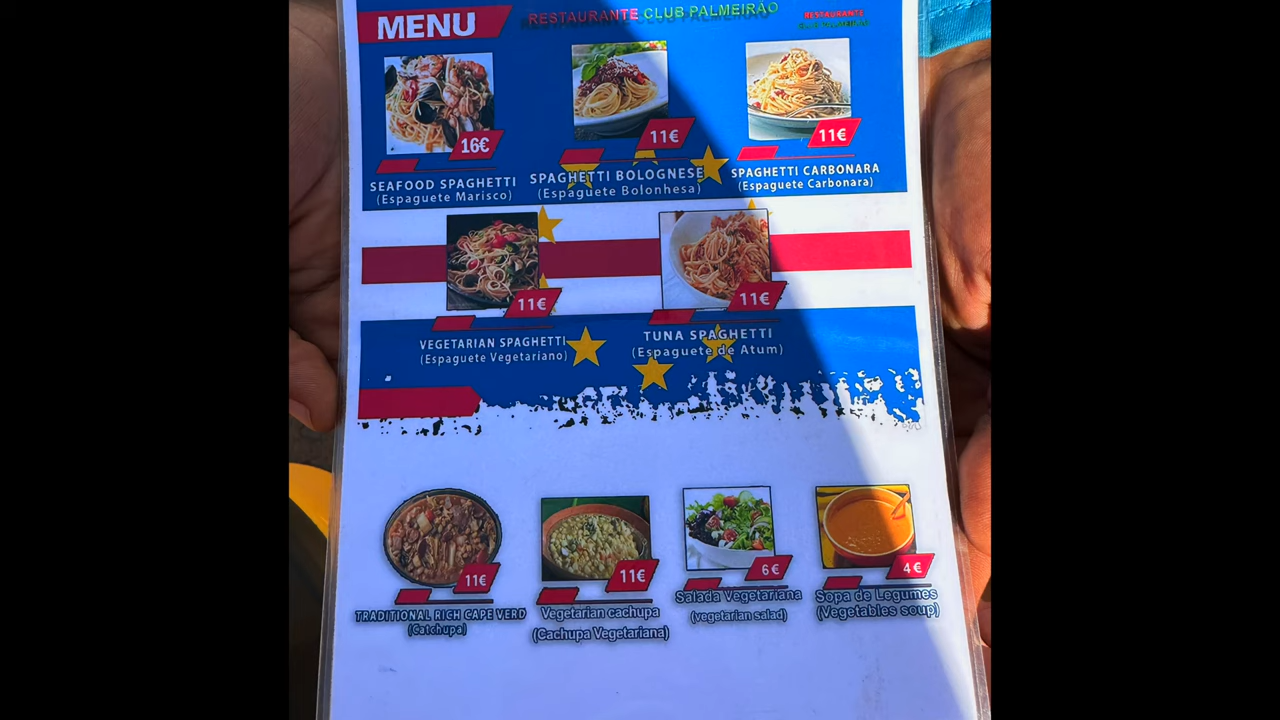 MENU
RESTAURANTE CLUB PALMEIRÃO
RESTAURANTE
CLUB PALMEIRÃO
16€
11€
11€
SEAFOOD SPAGHETTI
(Espaguete Marisco)
SPAGHETTI BOLOGNESE
(Espaguete Bolonhesa)
SPAGHETTI CARBONARA
(Espaguete Carbonara)
11€
11€
VEGETARIAN SPAGHETTI
(Espaguete Vegetariano)
TUNA SPAGHETTI
(Espaguete de Atum)
11€
11€
6€
4€
TRADITIONAL RICH CAPE VERD
(Catchupa)
Vegetarian cachupa
(Cachupa Vegetariana)
Salada Vegetariana
(vegetarian salad)
Sopa de Legumes
(Vegetables soup)